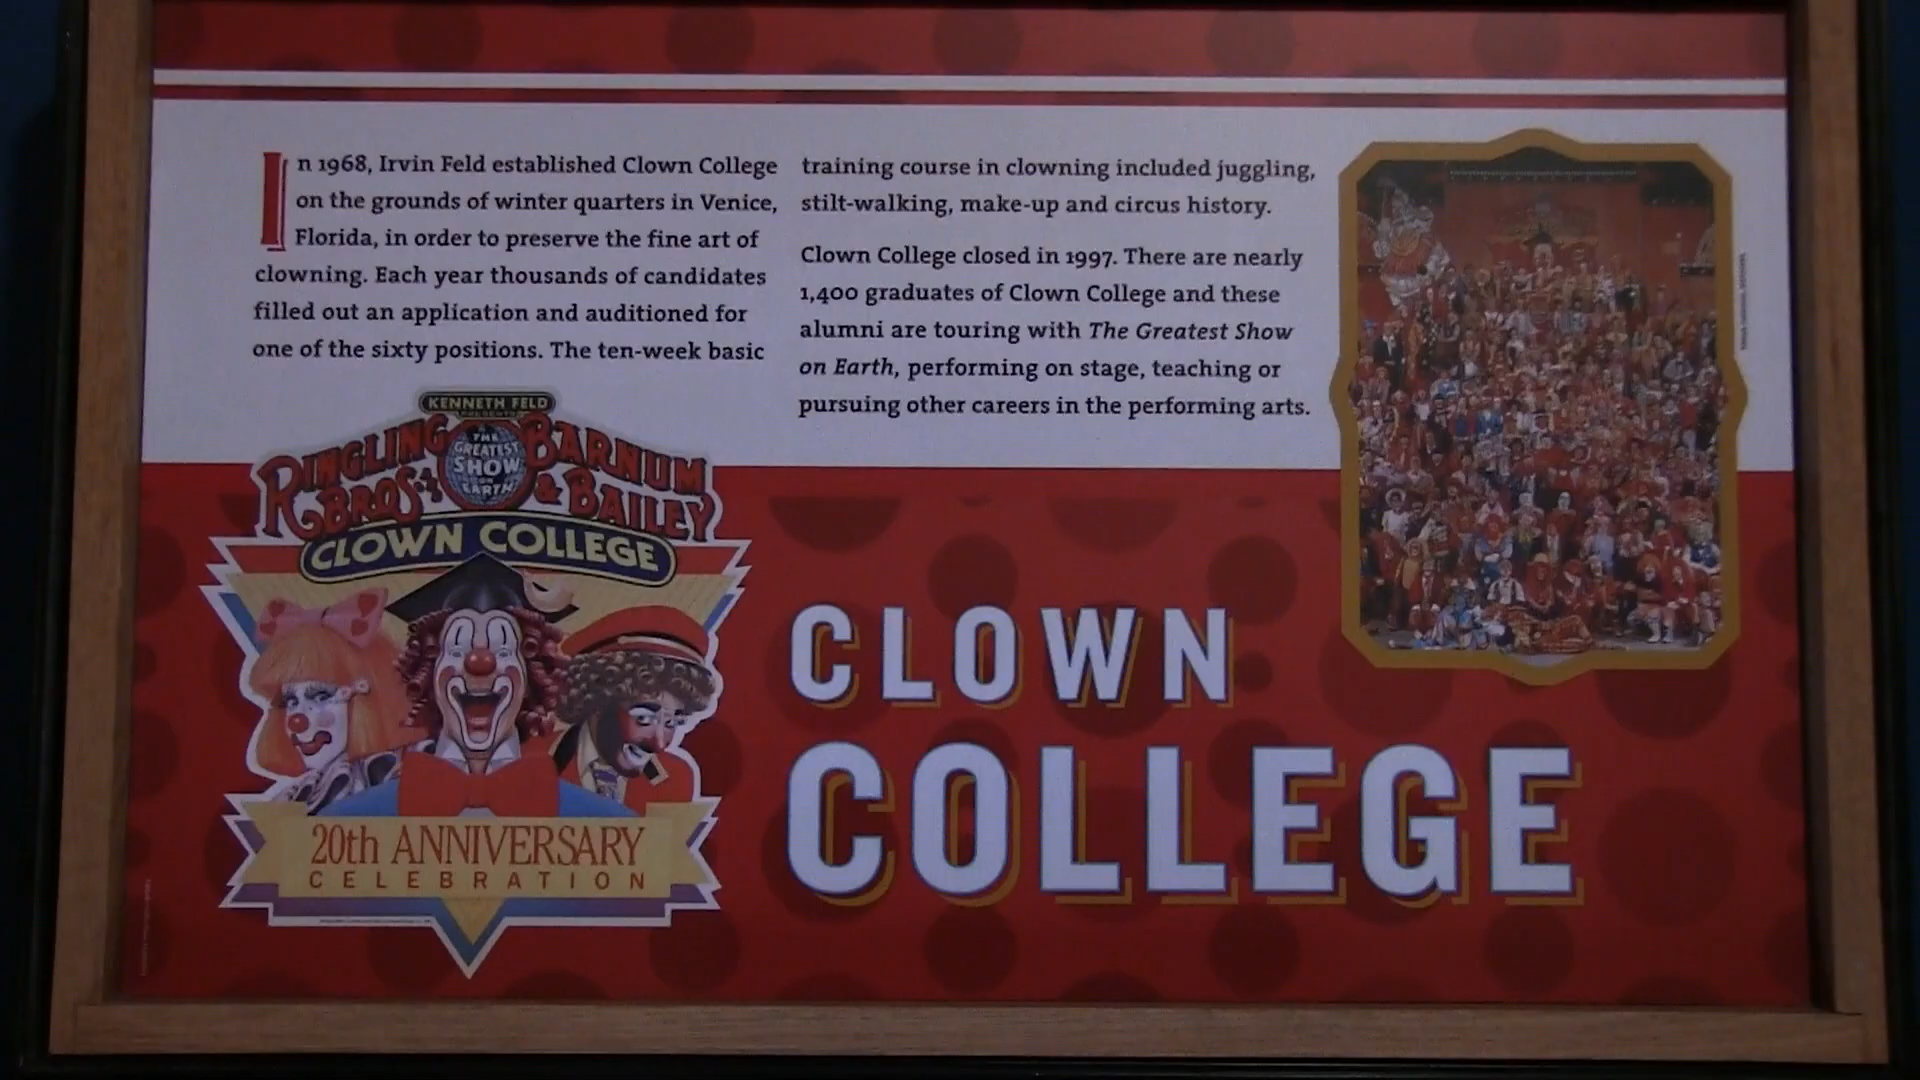 In 1968, Irvin Feld established Clown College
on the grounds of winter quarters in Venice,
Florida, in order to preserve the fine art of
clowning. Each year thousands of candidates
filled out an application and auditioned for
one of the sixty positions. The ten-week basic
training course in clowning included juggling,
stilt-walking, make-up and circus history.
Clown College closed in 1997. There are nearly
1,400 graduates of Clown College and these
alumni are touring with The Greatest Show
on Earth, performing on stage, teaching or
pursuing other careers in the performing arts.
KENNETH FELD
PRESENTS
RINGLING BROS. AND
THE GREATEST SHOW ON EARTH
BARNUM & BAILEY
CLOWN COLLEGE
20th ANNIVERSARY
CELEBRATION
CLOWN
COLLEGE